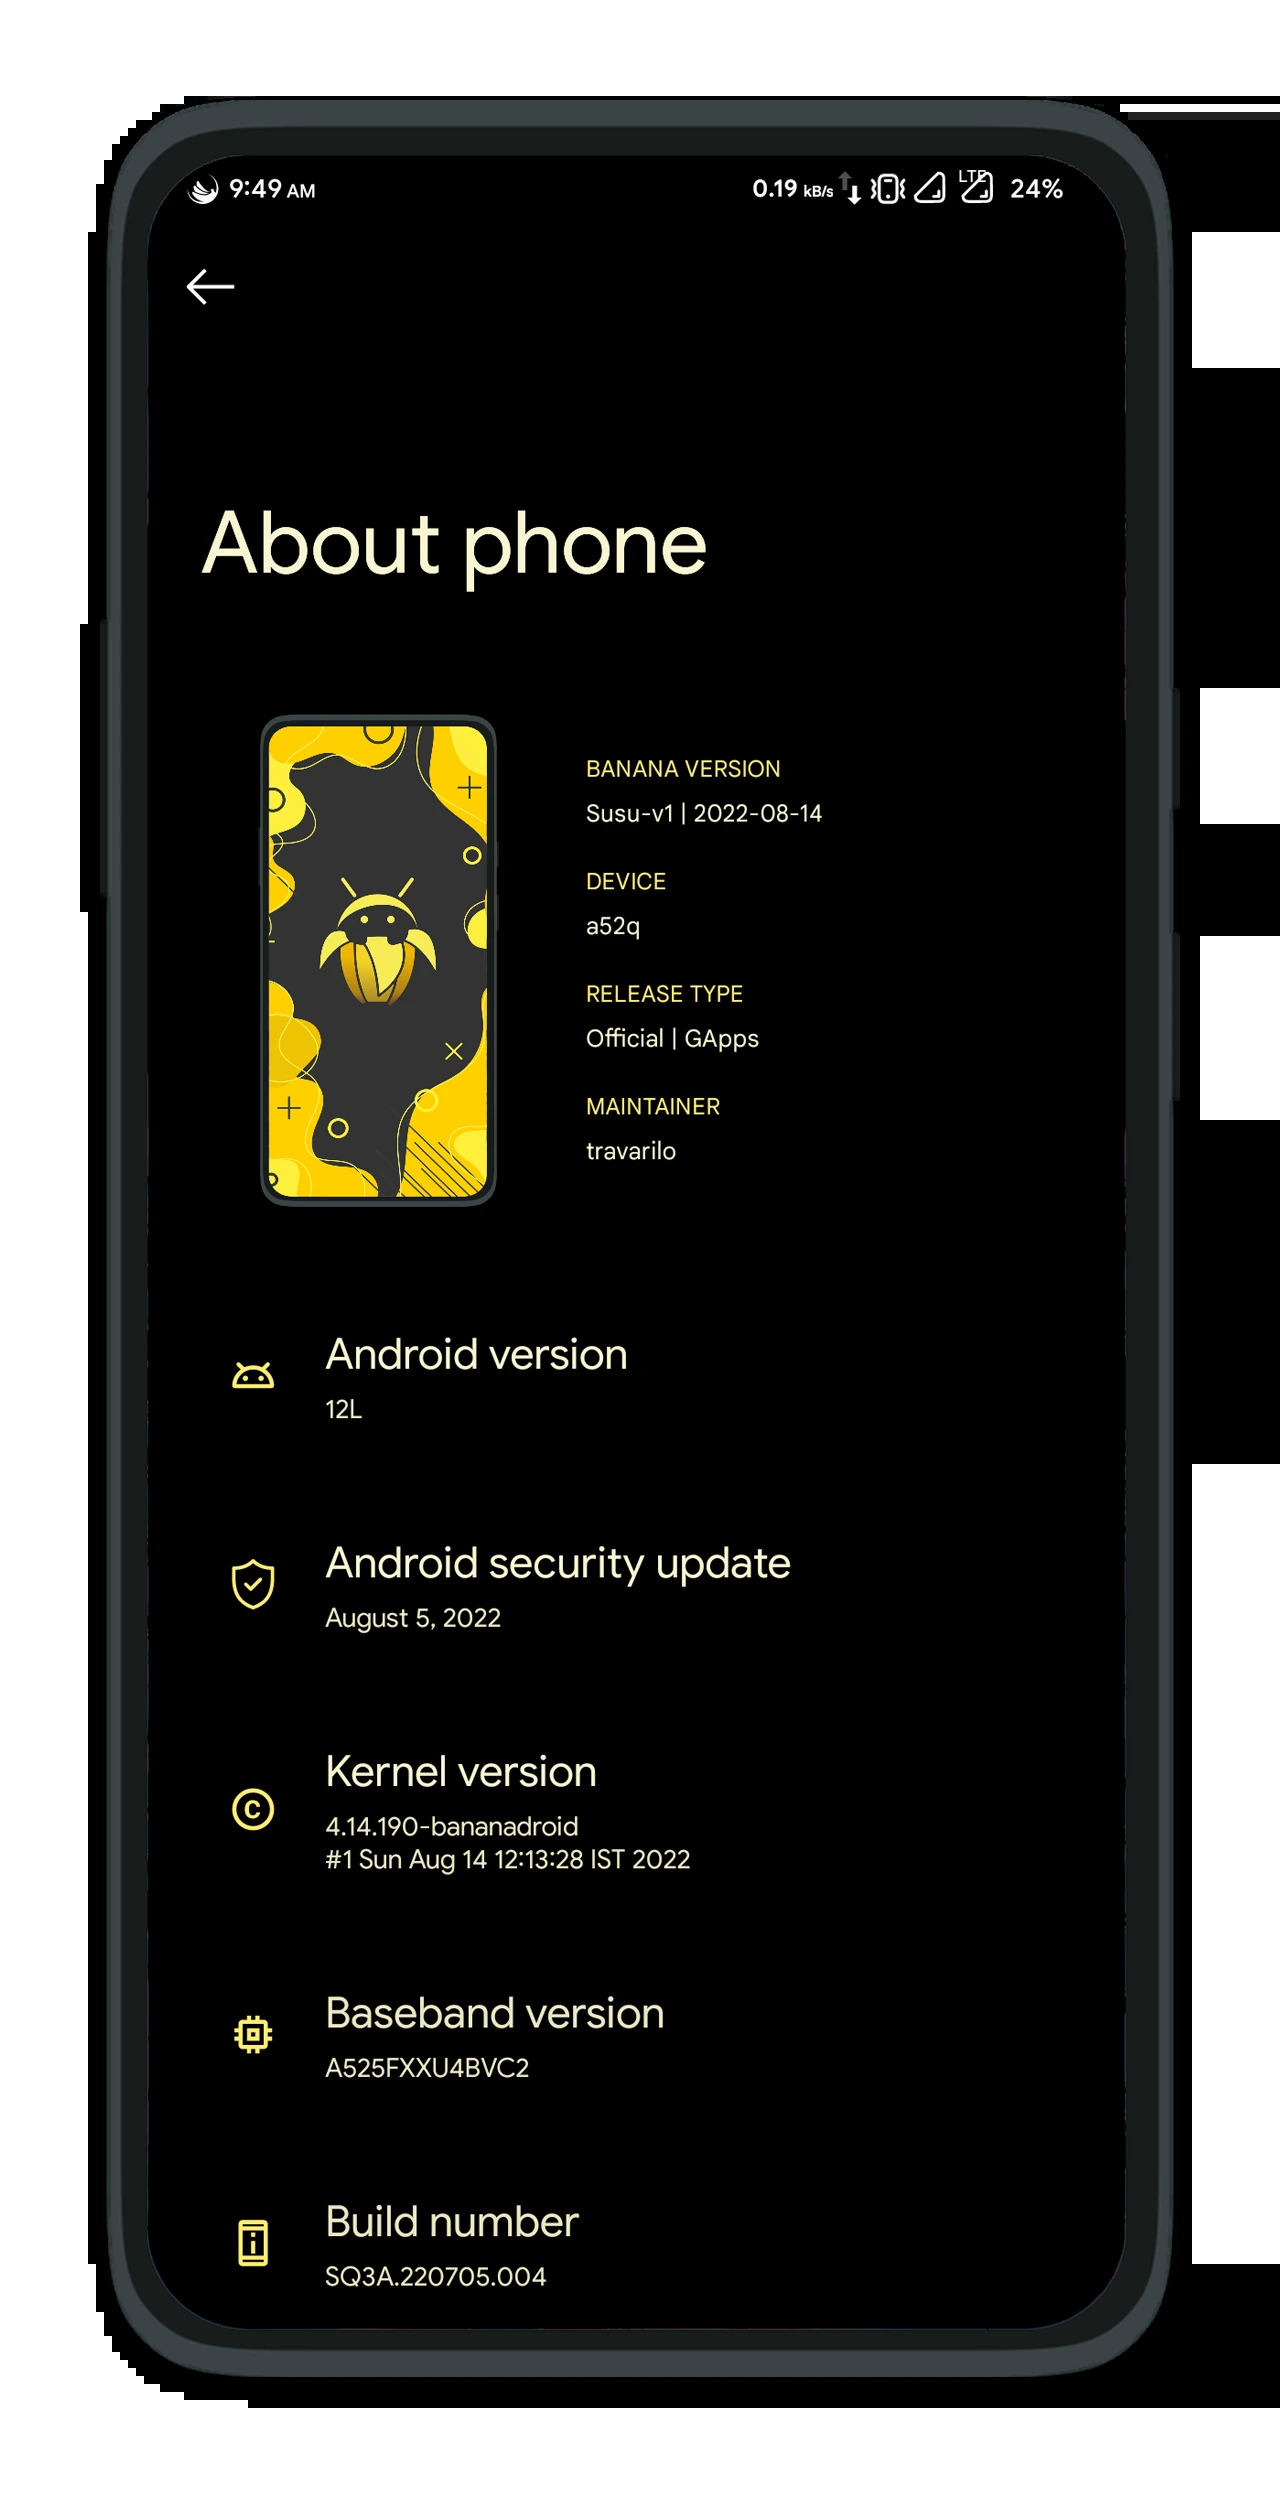 9:49 AM
0.19 kB/s LTE 24%
About phone
BANANA VERSION
Susu-v1 | 2022-08-14
DEVICE
a52q
RELEASE TYPE
Official | GApps
MAINTAINER
travarilo
Android version
12L
Android security update
August 5, 2022
Kernel version
4.14.190-bananadroid
#1 Sun Aug 14 12:13:28 IST 2022
Baseband version
A525FXXU4BVC2
Build number
SQ3A.220705.004